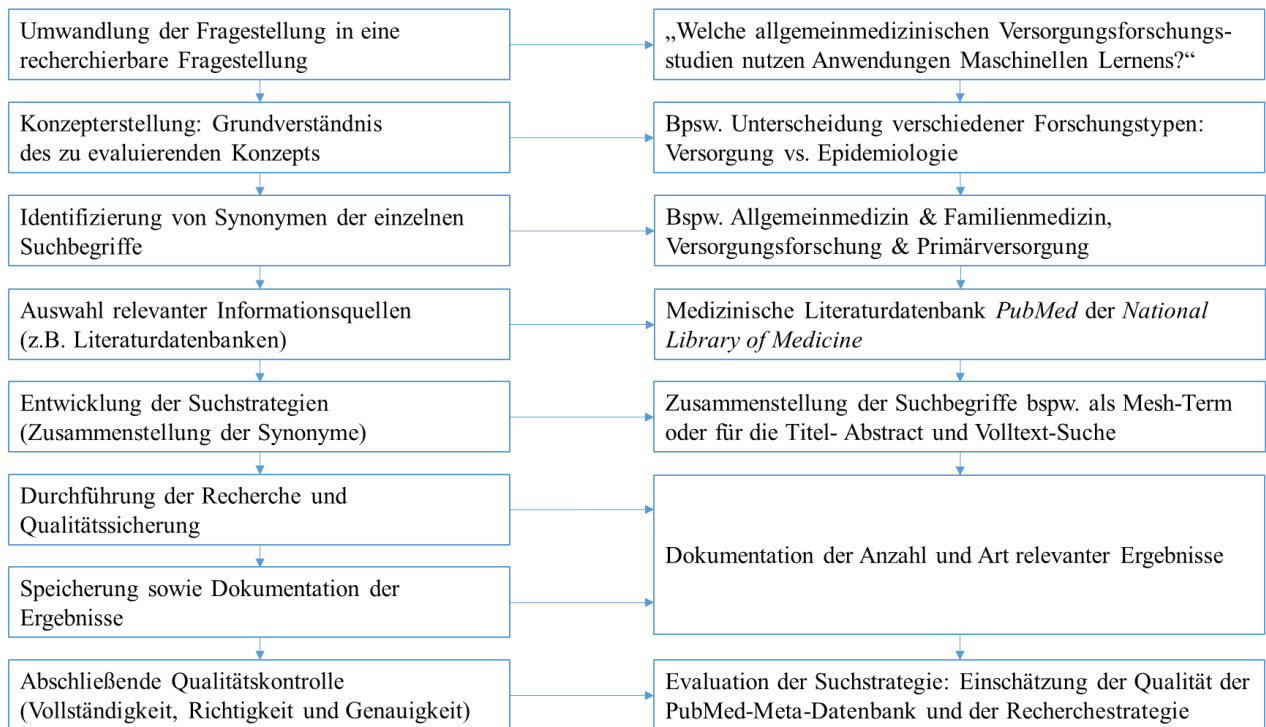 Umwandlung der Fragestellung in eine
recherchierbare Fragestellung
„Welche allgemeinmedizinischen Versorgungsforschungs-
studien nutzen Anwendungen Maschinellen Lernens?“
Konzepterstellung: Grundverständnis
des zu evaluierenden Konzepts
Bpsw. Unterscheidung verschiedener Forschungstypen:
Versorgung vs. Epidemiologie
Identifizierung von Synonymen der einzelnen
Suchbegriffe
Bspw. Allgemeinmedizin & Familienmedizin,
Versorgungsforschung & Primärversorgung
Auswahl relevanter Informationsquellen
(z.B. Literaturdatenbanken)
Medizinische Literaturdatenbank PubMed der National
Library of Medicine
Entwicklung der Suchstrategien
(Zusammenstellung der Synonyme)
Zusammenstellung der Suchbegriffe bspw. als Mesh-Term
oder für die Titel- Abstract und Volltext-Suche
Durchführung der Recherche und
Qualitätssicherung
Dokumentation der Anzahl und Art relevanter Ergebnisse
Speicherung sowie Dokumentation der
Ergebnisse
Abschließende Qualitätskontrolle
(Vollständigkeit, Richtigkeit und Genauigkeit)
Evaluation der Suchstrategie: Einschätzung der Qualität der
PubMed-Meta-Datenbank und der Recherchestrategie